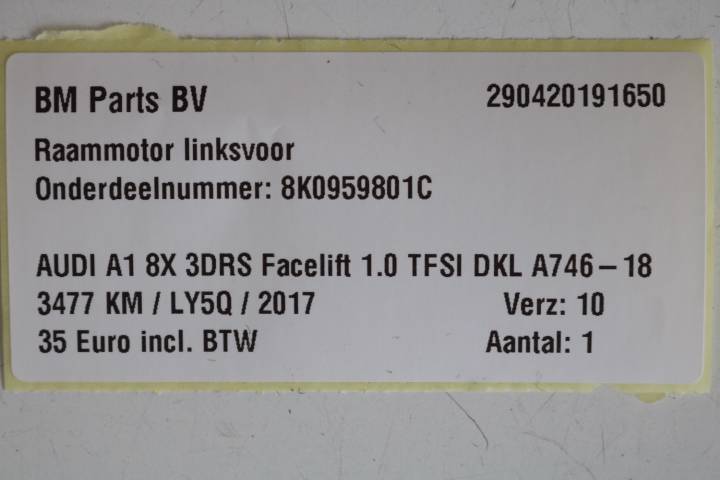 BM Parts BV 290420191650
Raammotor linksvoor
Onderdeelnummer: 8K0959801C
AUDI A1 8X 3DRS Facelift 1.0 TFSI DKL A746-18
3477 KM / LY5Q / 2017 Verz: 10
35 Euro incl. BTW Aantal: 1